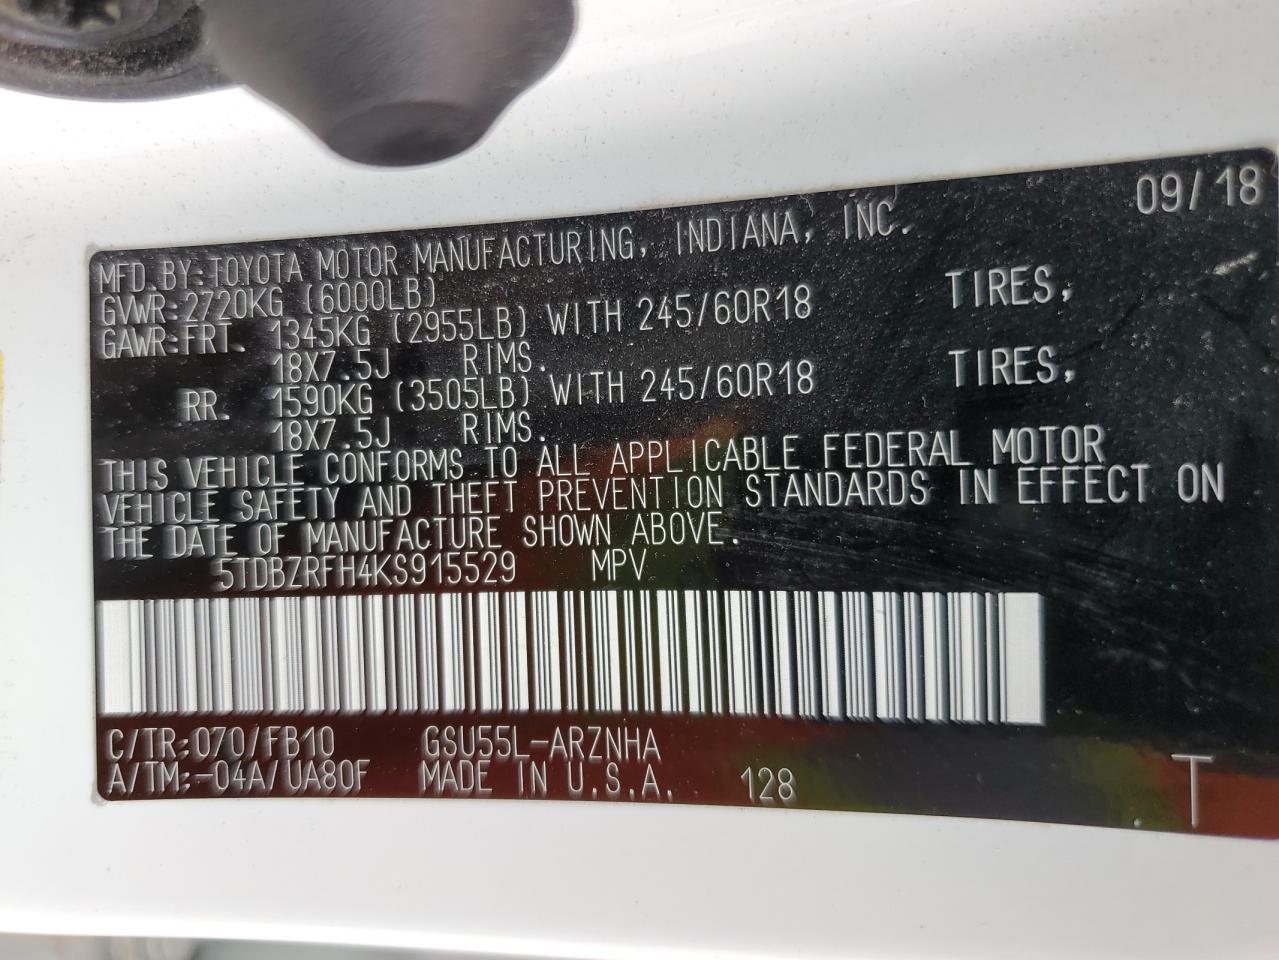 09/18
MFD.BY:TOYOTA MOTOR MANUFACTURING, INDIANA, INC.
GVWR:2720KG (6000LB)
GAWR:FRT. 1345KG (2955LB) WITH 245/60R18 TIRES,
18X7.5J RIMS.
RR. 1590KG (3505LB) WITH 245/60R18 TIRES,
18X7.5J RIMS.
THIS VEHICLE CONFORMS TO ALL APPLICABLE FEDERAL MOTOR
VEHICLE SAFETY AND THEFT PREVENTION STANDARDS IN EFFECT ON
THE DATE OF MANUFACTURE SHOWN ABOVE.
5TDBZRFH4KS915529 MPV
C/TR:070/FB10 GSU55L-ARZNHA
A/TM:-04A/UA80F MADE IN U.S.A. 128 T